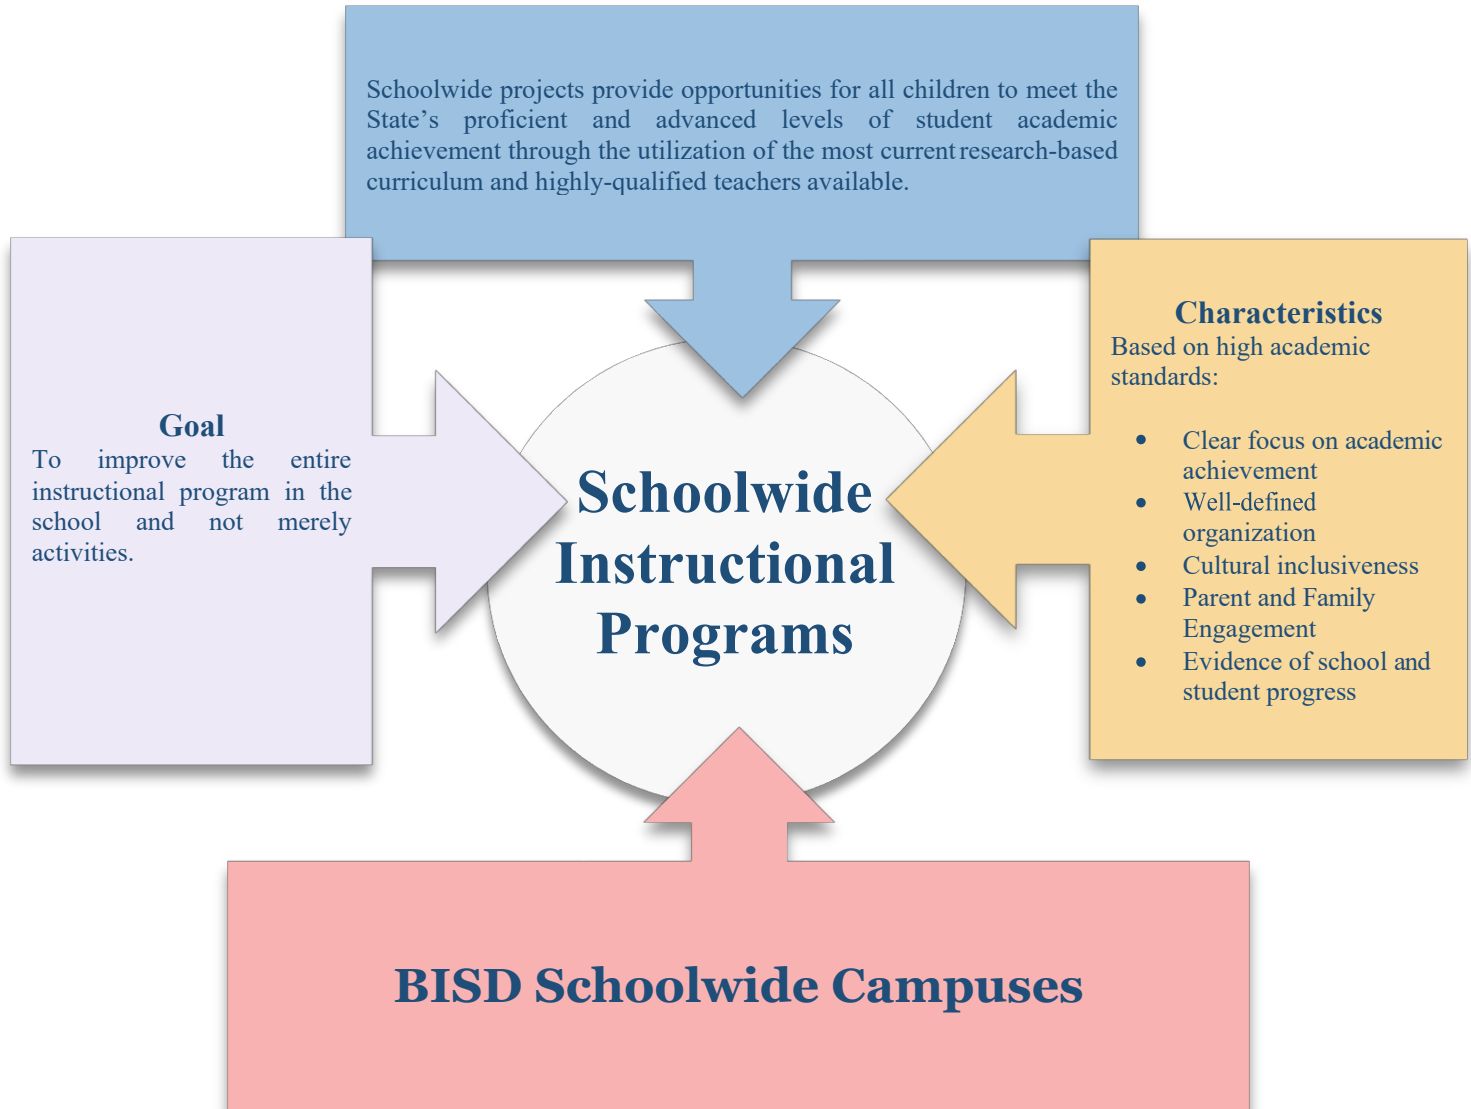 Schoolwide projects provide opportunities for all children to meet the
State’s proficient and advanced levels of student academic
achievement through the utilization of the most current research-based
curriculum and highly-qualified teachers available.
Goal
To improve the entire
instructional program in the
school and not merely
activities.
Schoolwide
Instructional
Programs
Characteristics
Based on high academic
standards:
• Clear focus on academic
achievement
• Well-defined
organization
• Cultural inclusiveness
• Parent and Family
Engagement
• Evidence of school and
student progress
BISD Schoolwide Campuses